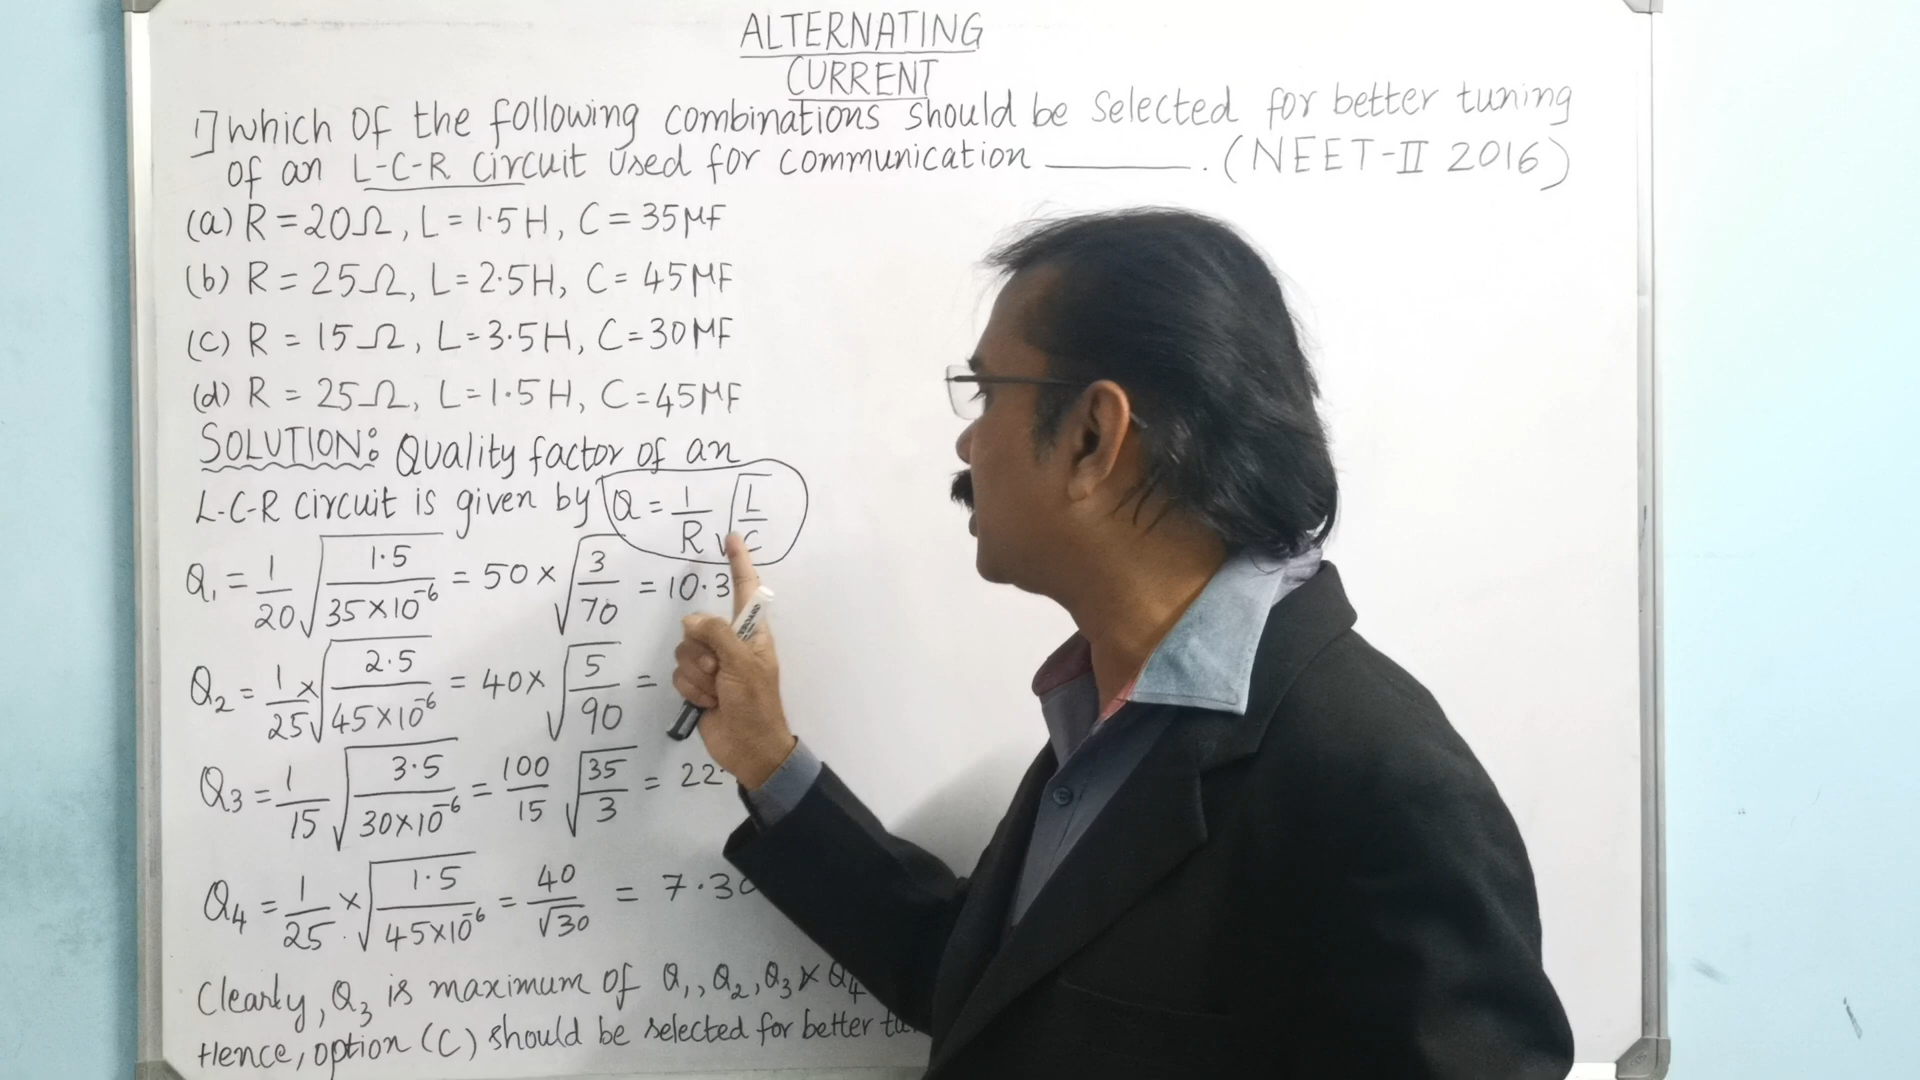 ALTERNATING
CURRENT
1] Which of the following combinations should be selected for better tuning
of an L-C-R circuit used for communication ______. (NEET-II 2016)
(a) R = 20Ω, L = 1.5H, C = 35μF
(b) R = 25Ω, L = 2.5H, C = 45μF
(c) R = 15Ω, L = 3.5H, C = 30μF
(d) R = 25Ω, L = 1.5H, C = 45μF
SOLUTION: Quality factor of an
L-C-R circuit is given by Q = 1/R √(L/C)
Q₁ = 1/20 √(1.5/(35×10⁻⁶)) = 50 × √(3/70) = 10.3
Q₂ = 1/25 × √(2.5/(45×10⁻⁶)) = 40 × √(5/90) =
Q₃ = 1/15 √(3.5/(30×10⁻⁶)) = 100/15 √(35/3) = 22.
Q₄ = 1/25 × √(1.5/(45×10⁻⁶)) = 40/√30 = 7.30
Clearly, Q₃ is maximum of Q₁, Q₂, Q₃ × Q₄
Hence, option (C) should be selected for better